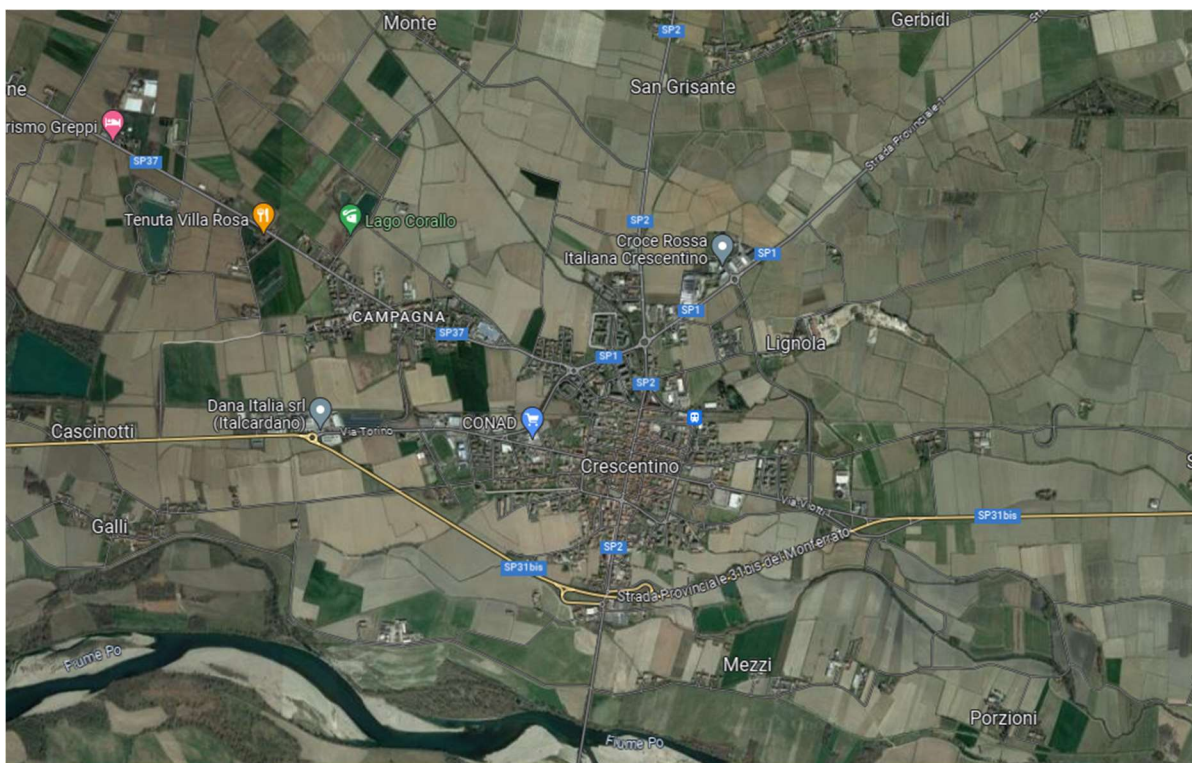 Monte
Gerbidi
SP2
San Grisante
ne
rismo Greppi
SP37
Strada Provinciale 1
Tenuta Villa Rosa
Lago Corallo
SP2
Croce Rossa
Italiana Crescentino
SP1
SP1
CAMPAGNA
SP37
Lignola
SP1
SP2
Dana Italia srl
(Italcardano)
CONAD
Cascinotti
Via Torino
Crescentino
Via Viotti
SP31bis
Galli
SP2
SP31bis
Strada Provinciale 31bis del Monferrato
Fiume Po
Mezzi
Porzioni
Fiume Po